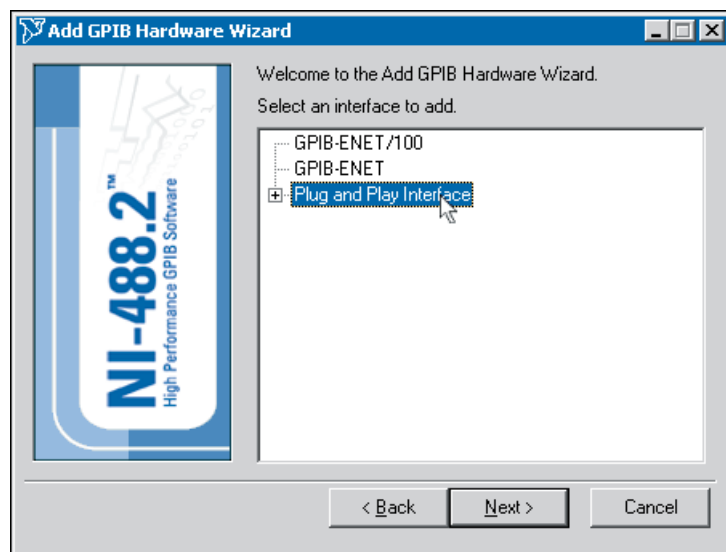 Add GPIB Hardware Wizard
Welcome to the Add GPIB Hardware Wizard.
Select an interface to add.
GPIB-ENET/100
GPIB-ENET
Plug and Play Interface
NI-488.2™
High Performance GPIB Software
< Back
Next >
Cancel